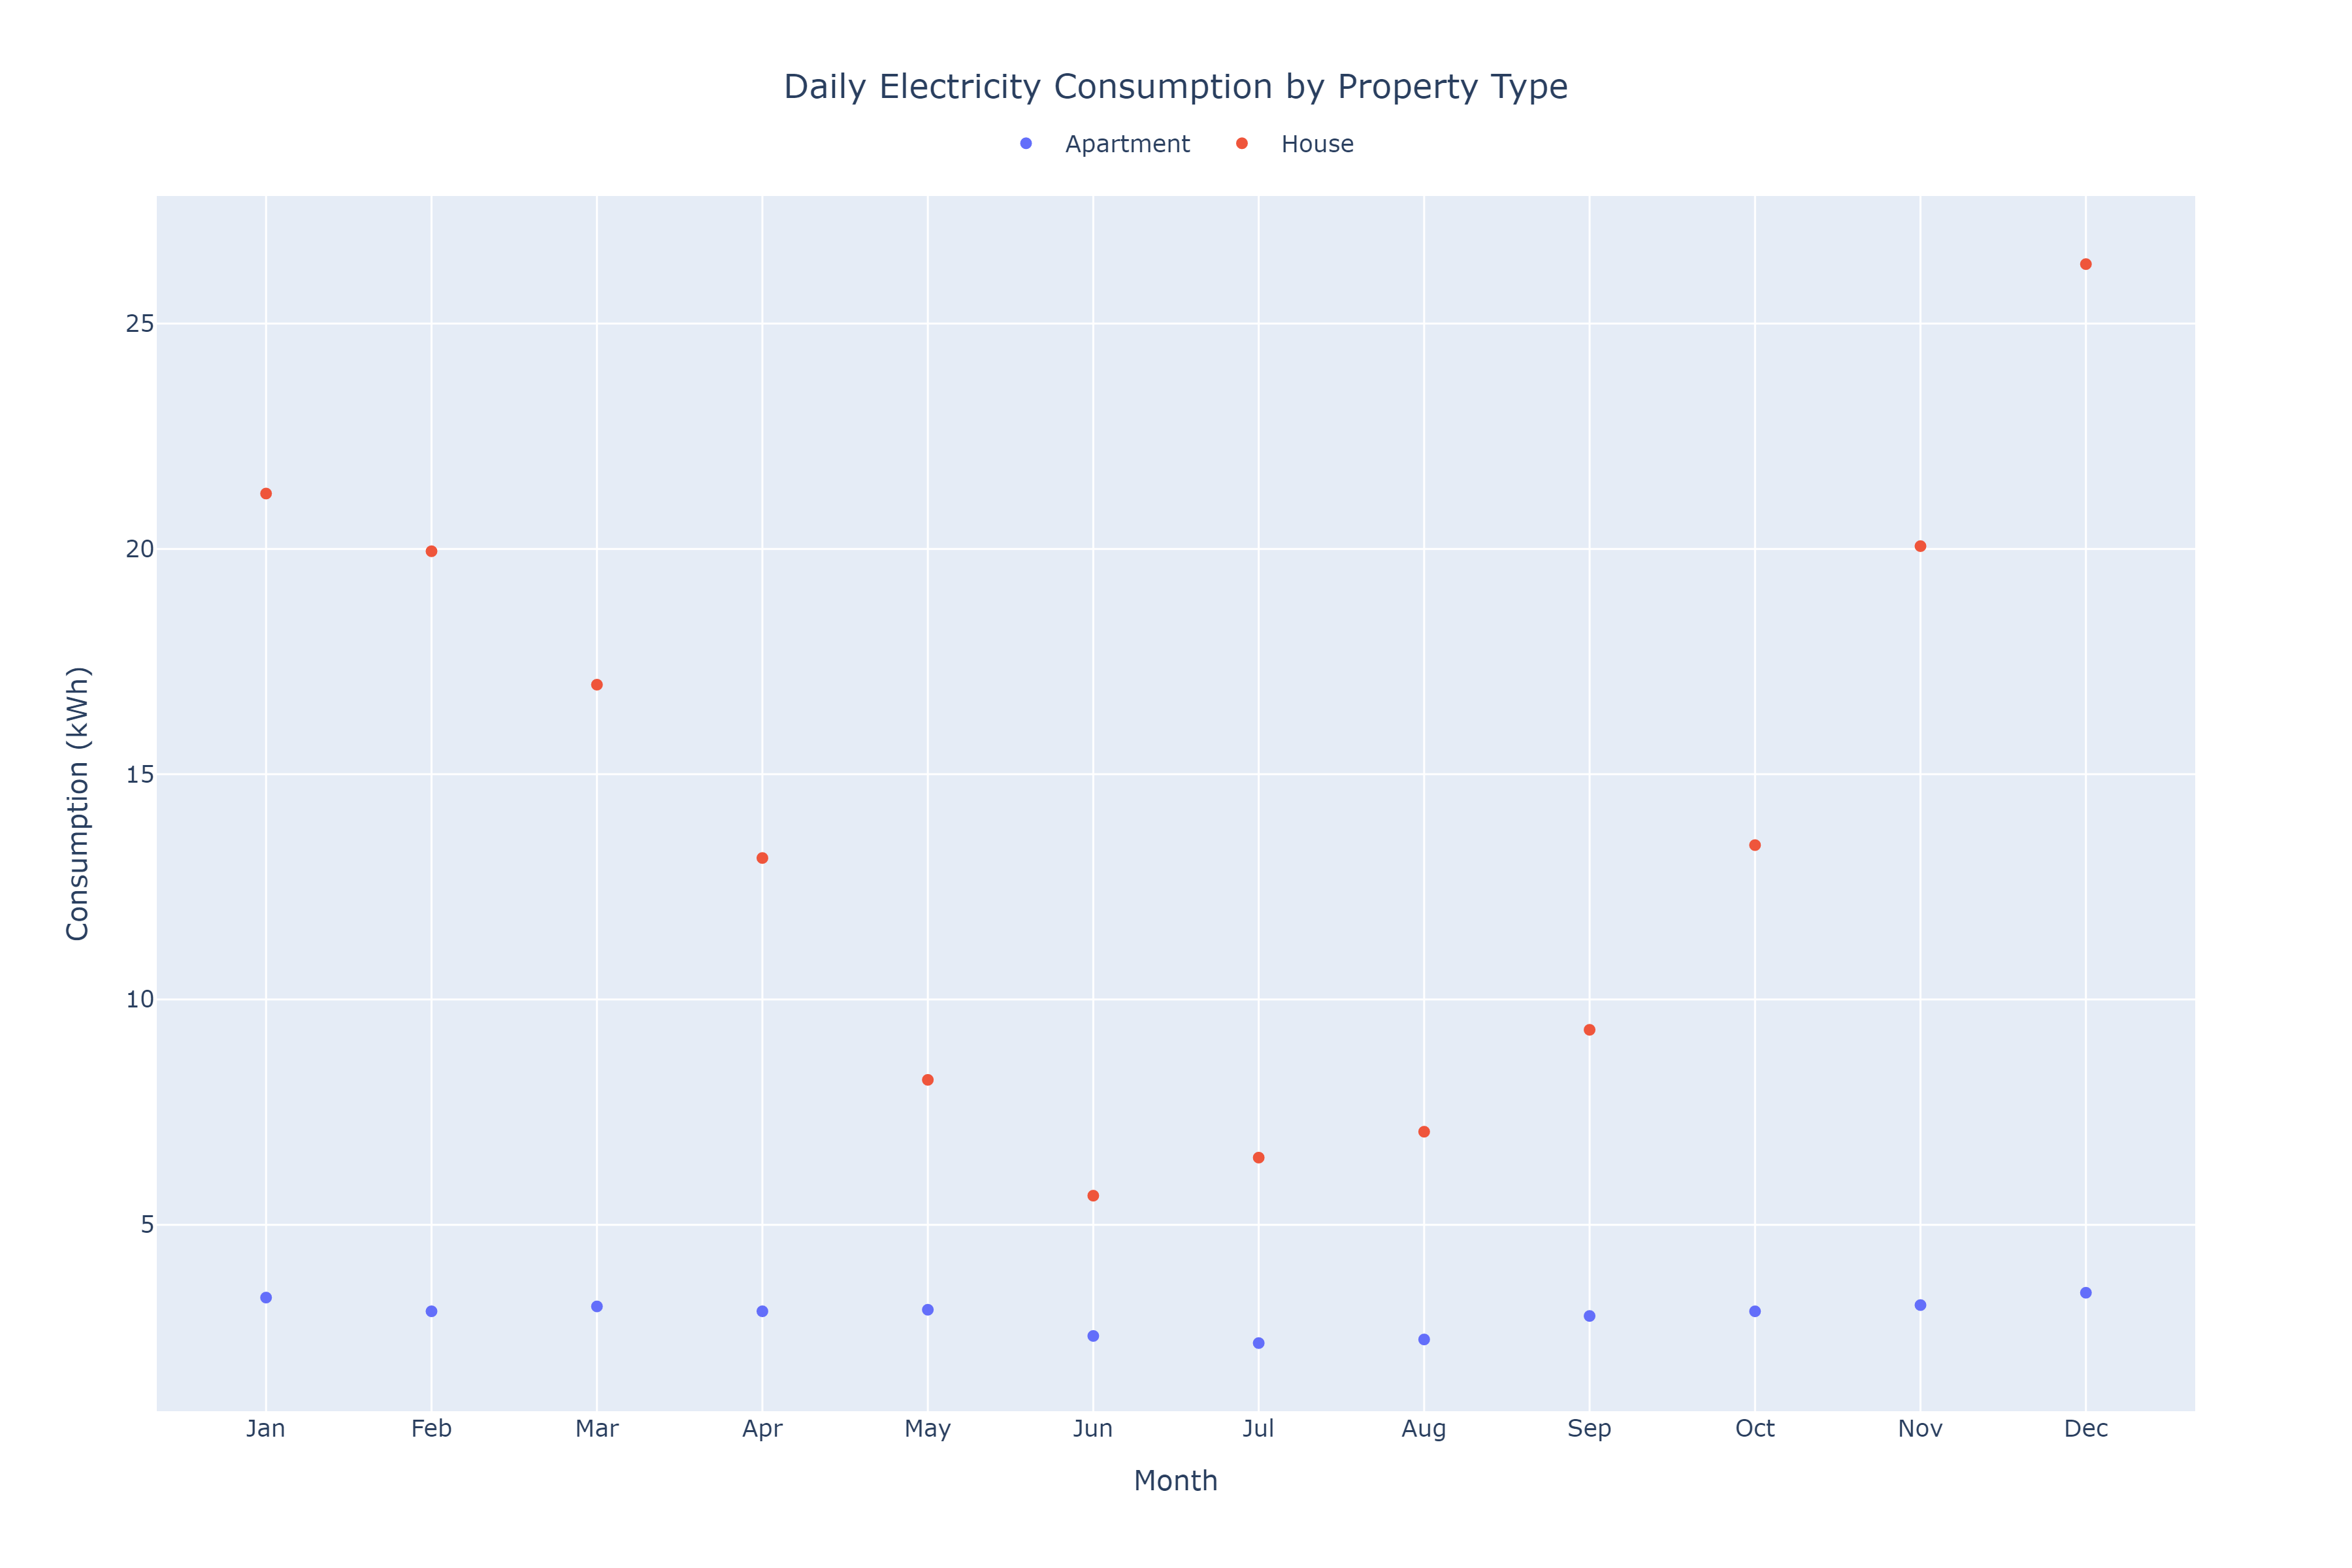 Daily Electricity Consumption by Property Type
Apartment House
Consumption (kWh)
25
20
15
10
5
Jan Feb Mar Apr May Jun Jul Aug Sep Oct Nov Dec
Month